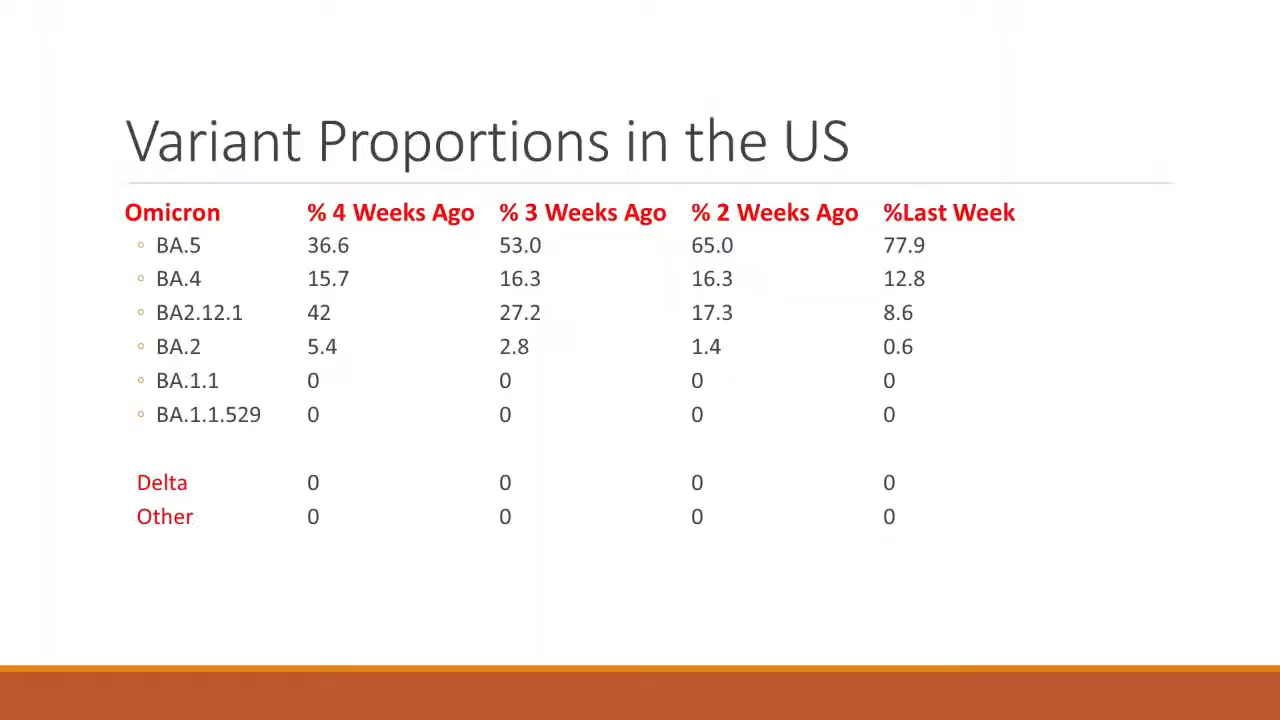 Variant Proportions in the US
Omicron % 4 Weeks Ago % 3 Weeks Ago % 2 Weeks Ago %Last Week
◦ BA.5 36.6 53.0 65.0 77.9
◦ BA.4 15.7 16.3 16.3 12.8
◦ BA2.12.1 42 27.2 17.3 8.6
◦ BA.2 5.4 2.8 1.4 0.6
◦ BA.1.1 0 0 0 0
◦ BA.1.1.529 0 0 0 0
Delta 0 0 0 0
Other 0 0 0 0